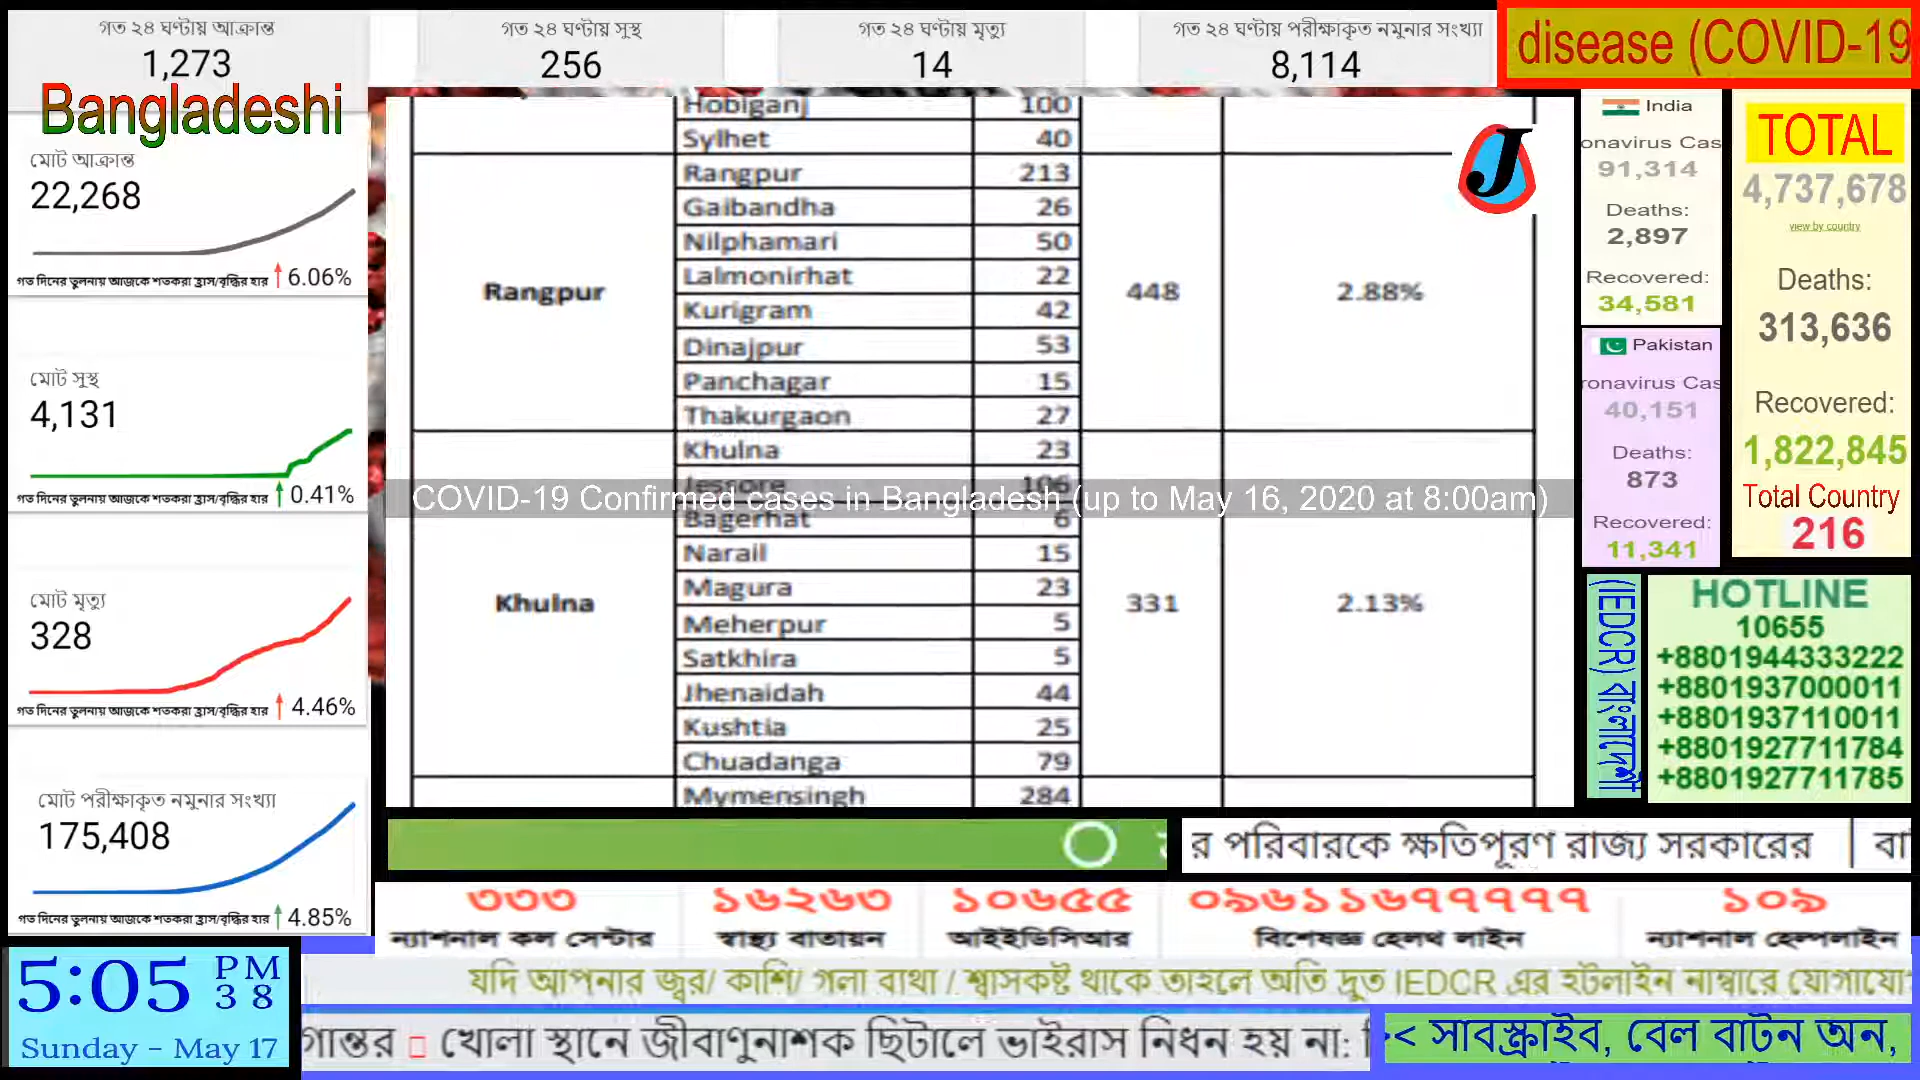 গত ২৪ ঘণ্টায় আক্রান্ত
1,273
গত ২৪ ঘণ্টায় সুস্থ
256
গত ২৪ ঘণ্টায় মৃত্যু
14
গত ২৪ ঘণ্টায় পরীক্ষাকৃত নমুনার সংখ্যা
8,114
disease (COVID-19
Bangladeshi
মোট আক্রান্ত
22,268
গত দিনের তুলনায় আজকে শতকরা হ্রাস/বৃদ্ধির হার ↑ 6.06%
মোট সুস্থ
4,131
গত দিনের তুলনায় আজকে শতকরা হ্রাস/বৃদ্ধির হার ↑ 0.41%
মোট মৃত্যু
328
গত দিনের তুলনায় আজকে শতকরা হ্রাস/বৃদ্ধির হার ↑ 4.46%
মোট পরীক্ষাকৃত নমুনার সংখ্যা
175,408
গত দিনের তুলনায় আজকে শতকরা হ্রাস/বৃদ্ধির হার ↑ 4.85%
Hobiganj 100
Sylhet 40
Rangpur 213
Gaibandha 26
Nilphamari 50
Lalmonirhat 22
Rangpur 448 2.88%
Kurigram 42
Dinajpur 53
Panchagar 15
Thakurgaon 27
Khulna 23
Jessore 106
COVID-19 Confirmed cases in Bangladesh (up to May 16, 2020 at 8:00am)
Bagerhat 6
Narail 15
Magura 23
Khulna 331 2.13%
Meherpur 5
Satkhira 5
Jhenaidah 44
Kushtia 25
Chuadanga 79
Mymensingh 284
J
India
onavirus Cas
91,314
Deaths:
2,897
Recovered:
34,581
Pakistan
ronavirus Cas
40,151
Deaths:
873
Recovered:
11,341
TOTAL
4,737,678
view by country
Deaths:
313,636
Recovered:
1,822,845
Total Country
216
(IEDCR) বাংলাদেশী
HOTLINE
10655
+8801944333222
+8801937000011
+8801937110011
+8801927711784
+8801927711785
র পরিবারকে ক্ষতিপূরণ রাজ্য সরকারের | বা
৩৩৩
ন্যাশনাল কল সেন্টার
১৬২৬৩
স্বাস্থ্য বাতায়ন
১০৬৫৫
আইইডিসিআর
০৯৬১১৬৭৭৭৭৭
বিশেষজ্ঞ হেলথ লাইন
১০৯
ন্যাশনাল হেল্পলাইন
যদি আপনার জ্বর/ কাশি/ গলা ব্যথা / শ্বাসকষ্ট থাকে তাহলে অতি দ্রুত IEDCR এর হটলাইন নাম্বারে যোগাযো
5:05 PM 38
Sunday - May 17
গান্তর খোলা স্থানে জীবাণুনাশক ছিটালে ভাইরাস নিধন হয় না:
>< সাবস্ক্রাইব, বেল বাটন অন,